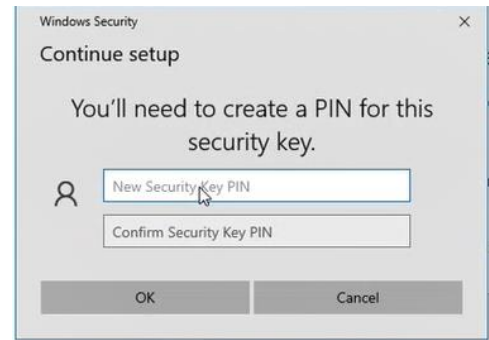 Windows Security
Continue setup
You'll need to create a PIN for this
security key.
New Security Key PIN
Confirm Security Key PIN
OK
Cancel